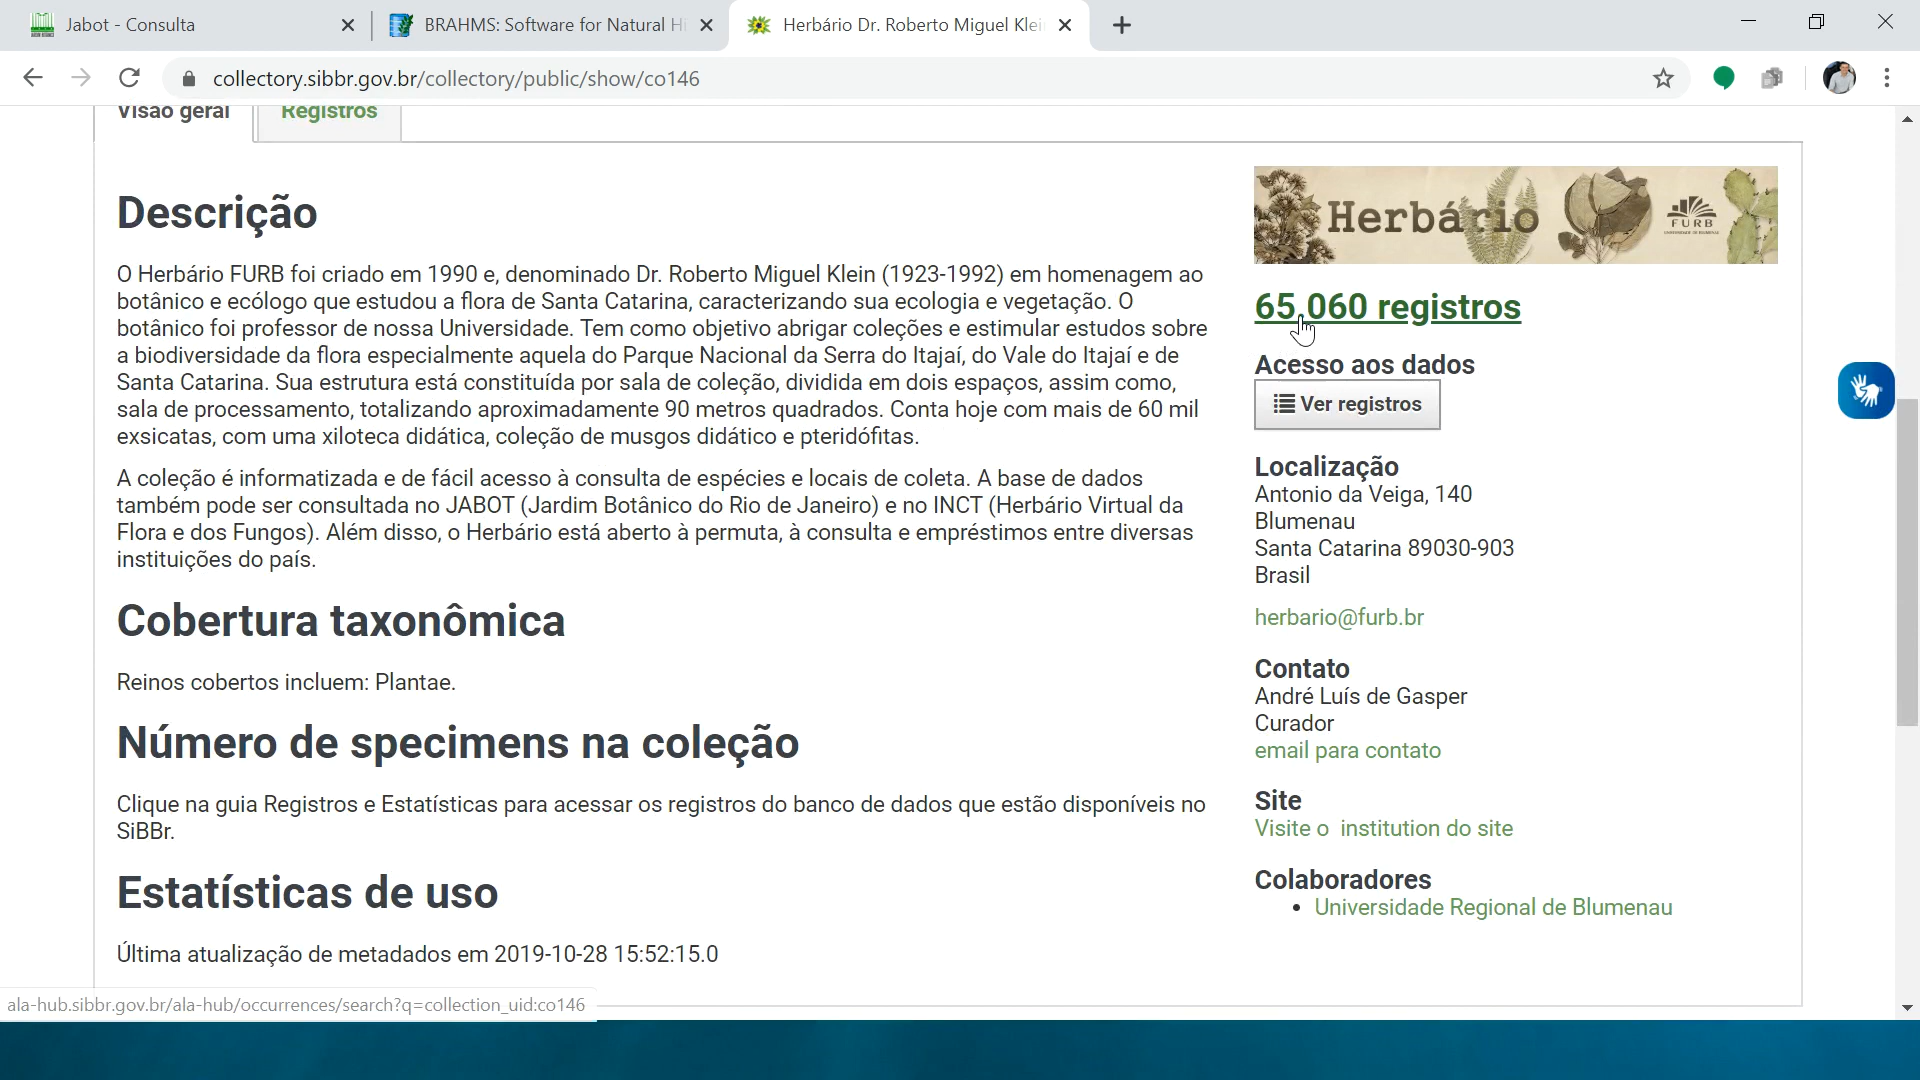 Jabot - Consulta
BRAHMS: Software for Natural Hi
Herbário Dr. Roberto Miguel Klei
collectory.sibbr.gov.br/collectory/public/show/co146
Visão geral
Registros
Descrição
O Herbário FURB foi criado em 1990 e, denominado Dr. Roberto Miguel Klein (1923-1992) em homenagem ao
botânico e ecólogo que estudou a flora de Santa Catarina, caracterizando sua ecologia e vegetação. O
botânico foi professor de nossa Universidade. Tem como objetivo abrigar coleções e estimular estudos sobre
a biodiversidade da flora especialmente aquela do Parque Nacional da Serra do Itajaí, do Vale do Itajaí e de
Santa Catarina. Sua estrutura está constituída por sala de coleção, dividida em dois espaços, assim como,
sala de processamento, totalizando aproximadamente 90 metros quadrados. Conta hoje com mais de 60 mil
exsicatas, com uma xiloteca didática, coleção de musgos didático e pteridófitas.
A coleção é informatizada e de fácil acesso à consulta de espécies e locais de coleta. A base de dados
também pode ser consultada no JABOT (Jardim Botânico do Rio de Janeiro) e no INCT (Herbário Virtual da
Flora e dos Fungos). Além disso, o Herbário está aberto à permuta, à consulta e empréstimos entre diversas
instituições do país.
Cobertura taxonômica
Reinos cobertos incluem: Plantae.
Número de specimens na coleção
Clique na guia Registros e Estatísticas para acessar os registros do banco de dados que estão disponíveis no
SiBBr.
Estatísticas de uso
Última atualização de metadados em 2019-10-28 15:52:15.0
Herbário
FURB
65.060 registros
Acesso aos dados
Ver registros
Localização
Antonio da Veiga, 140
Blumenau
Santa Catarina 89030-903
Brasil
herbario@furb.br
Contato
André Luís de Gasper
Curador
email para contato
Site
Visite o institution do site
Colaboradores
• Universidade Regional de Blumenau
ala-hub.sibbr.gov.br/ala-hub/occurrences/search?q=collection_uid:co146